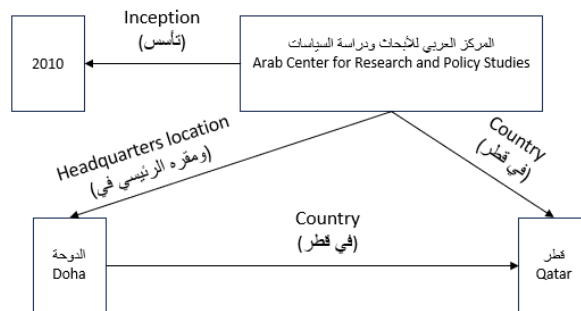 Inception
(تأسس)
2010
المركز العربي للأبحاث ودراسة السياسات
Arab Center for Research and Policy Studies
Headquarters location
(ومقره الرئيسي في)
Country
(في قطر)
Country
(في قطر)
الدوحة
Doha
قطر
Qatar